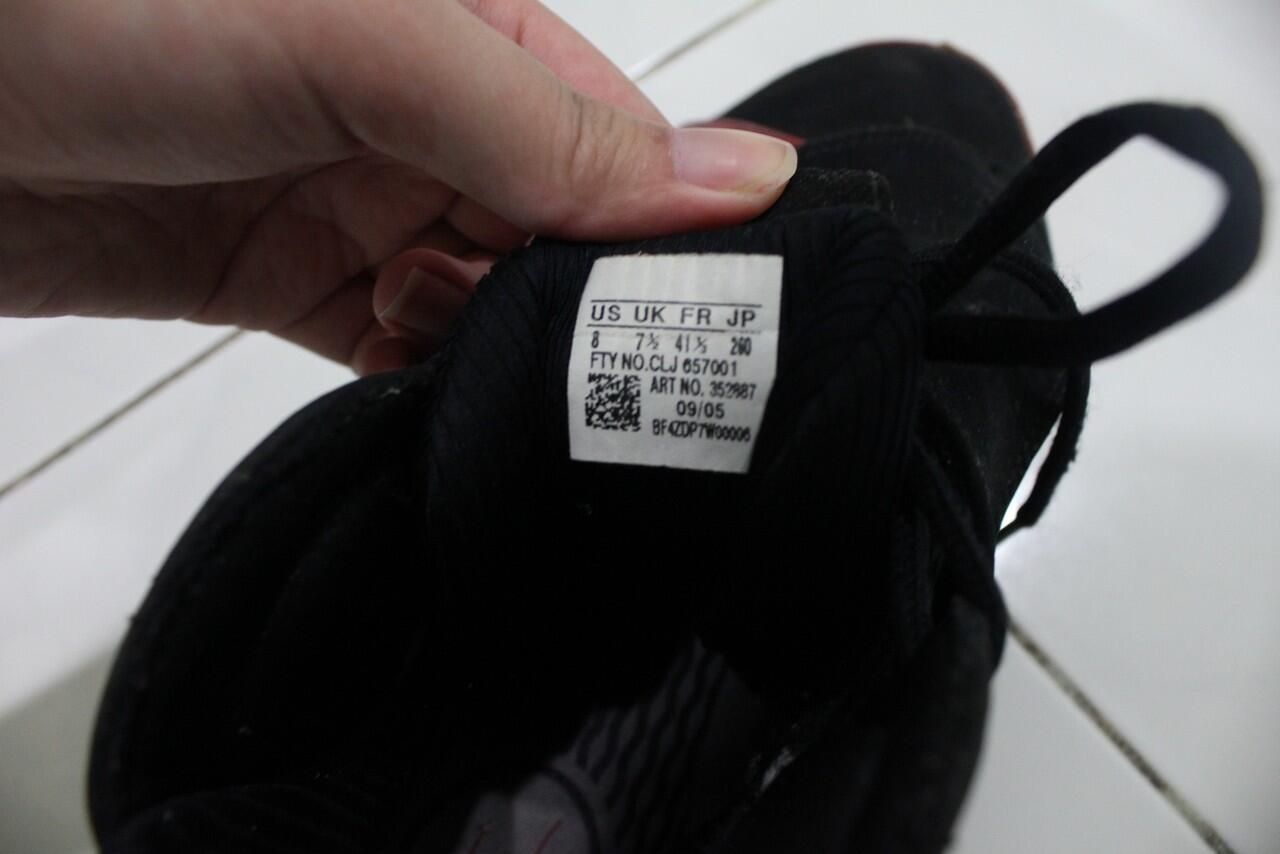 US UK FR JP
8 7½ 41⅓ 260
FTY NO.CLJ 657001
ART NO. 352887
09/05
BF4ZDP7W00006